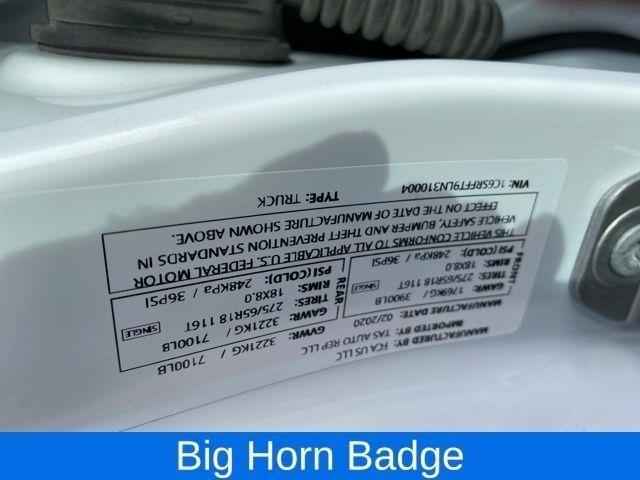 MANUFACTURED BY: FCA US LLC
IMPORTED BY: TAS AUTO REP LLC
MANUFACTURE DATE: 02/2020 GVWR: 3221KG / 7100LB
FRONT
GAWR: 1769KG / 3900LB
TIRES: 275/65R18 116T SINGLE
RIMS: 18X8.0
PSI (COLD): 248KPa / 36PSI
REAR
GAWR: 3221KG / 7100LB
TIRES: 275/65R18 116T SINGLE
RIMS: 18X8.0
PSI (COLD): 248KPa / 36PSI
THIS VEHICLE CONFORMS TO ALL APPLICABLE U.S. FEDERAL MOTOR
VEHICLE SAFETY, BUMPER AND THEFT PREVENTION STANDARDS IN
EFFECT ON THE DATE OF MANUFACTURE SHOWN ABOVE.
VIN: 1C6SRFFT9LN310004 TYPE: TRUCK
Big Horn Badge